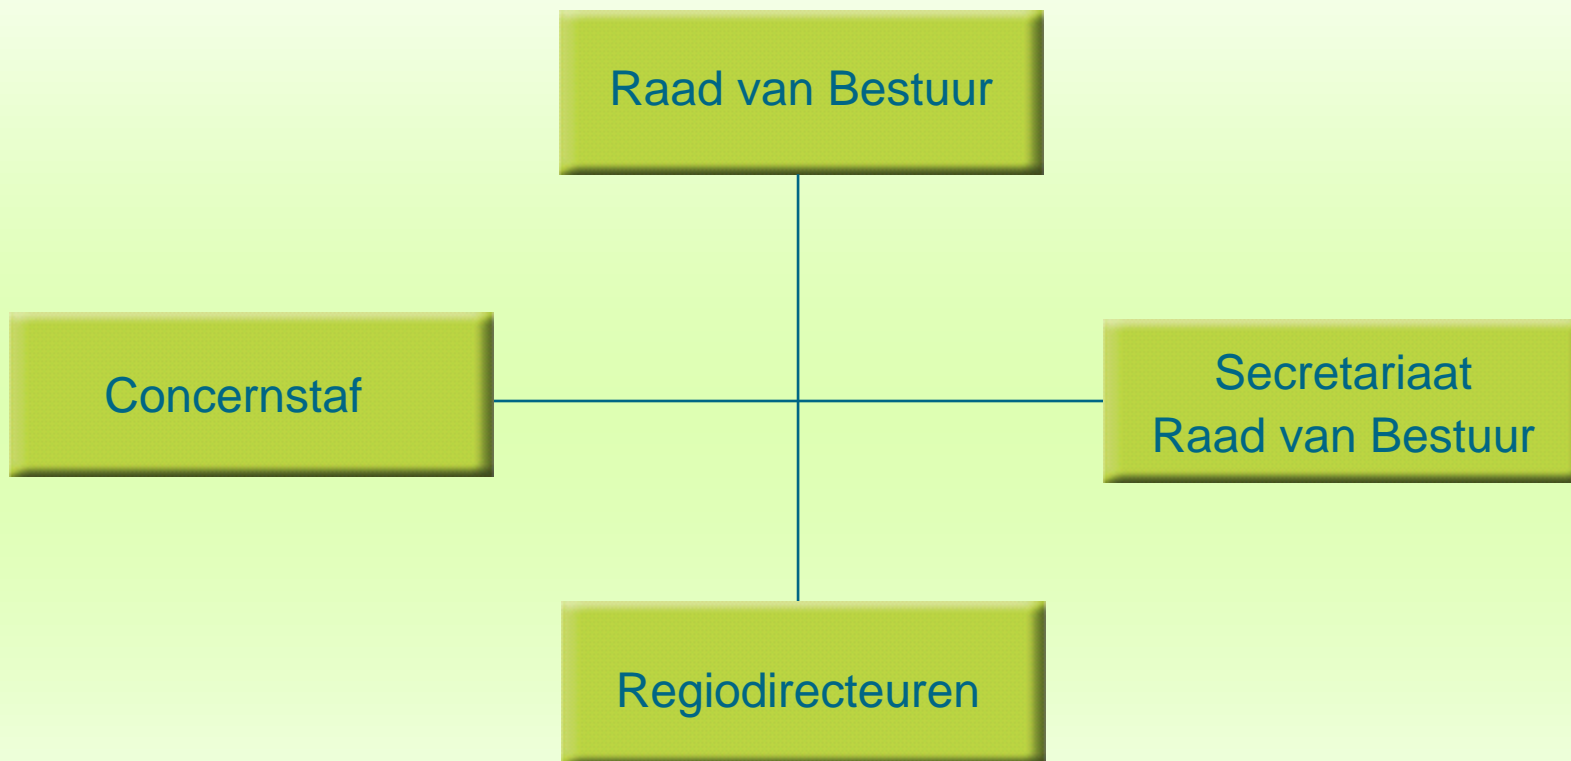 Raad van Bestuur
Concernstaf
Secretariaat
Raad van Bestuur
Regiodirecteuren